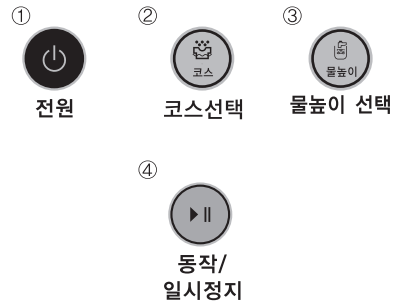 ① ② ③
코스 물높이
전원 코스선택 물높이 선택
④
동작/
일시정지